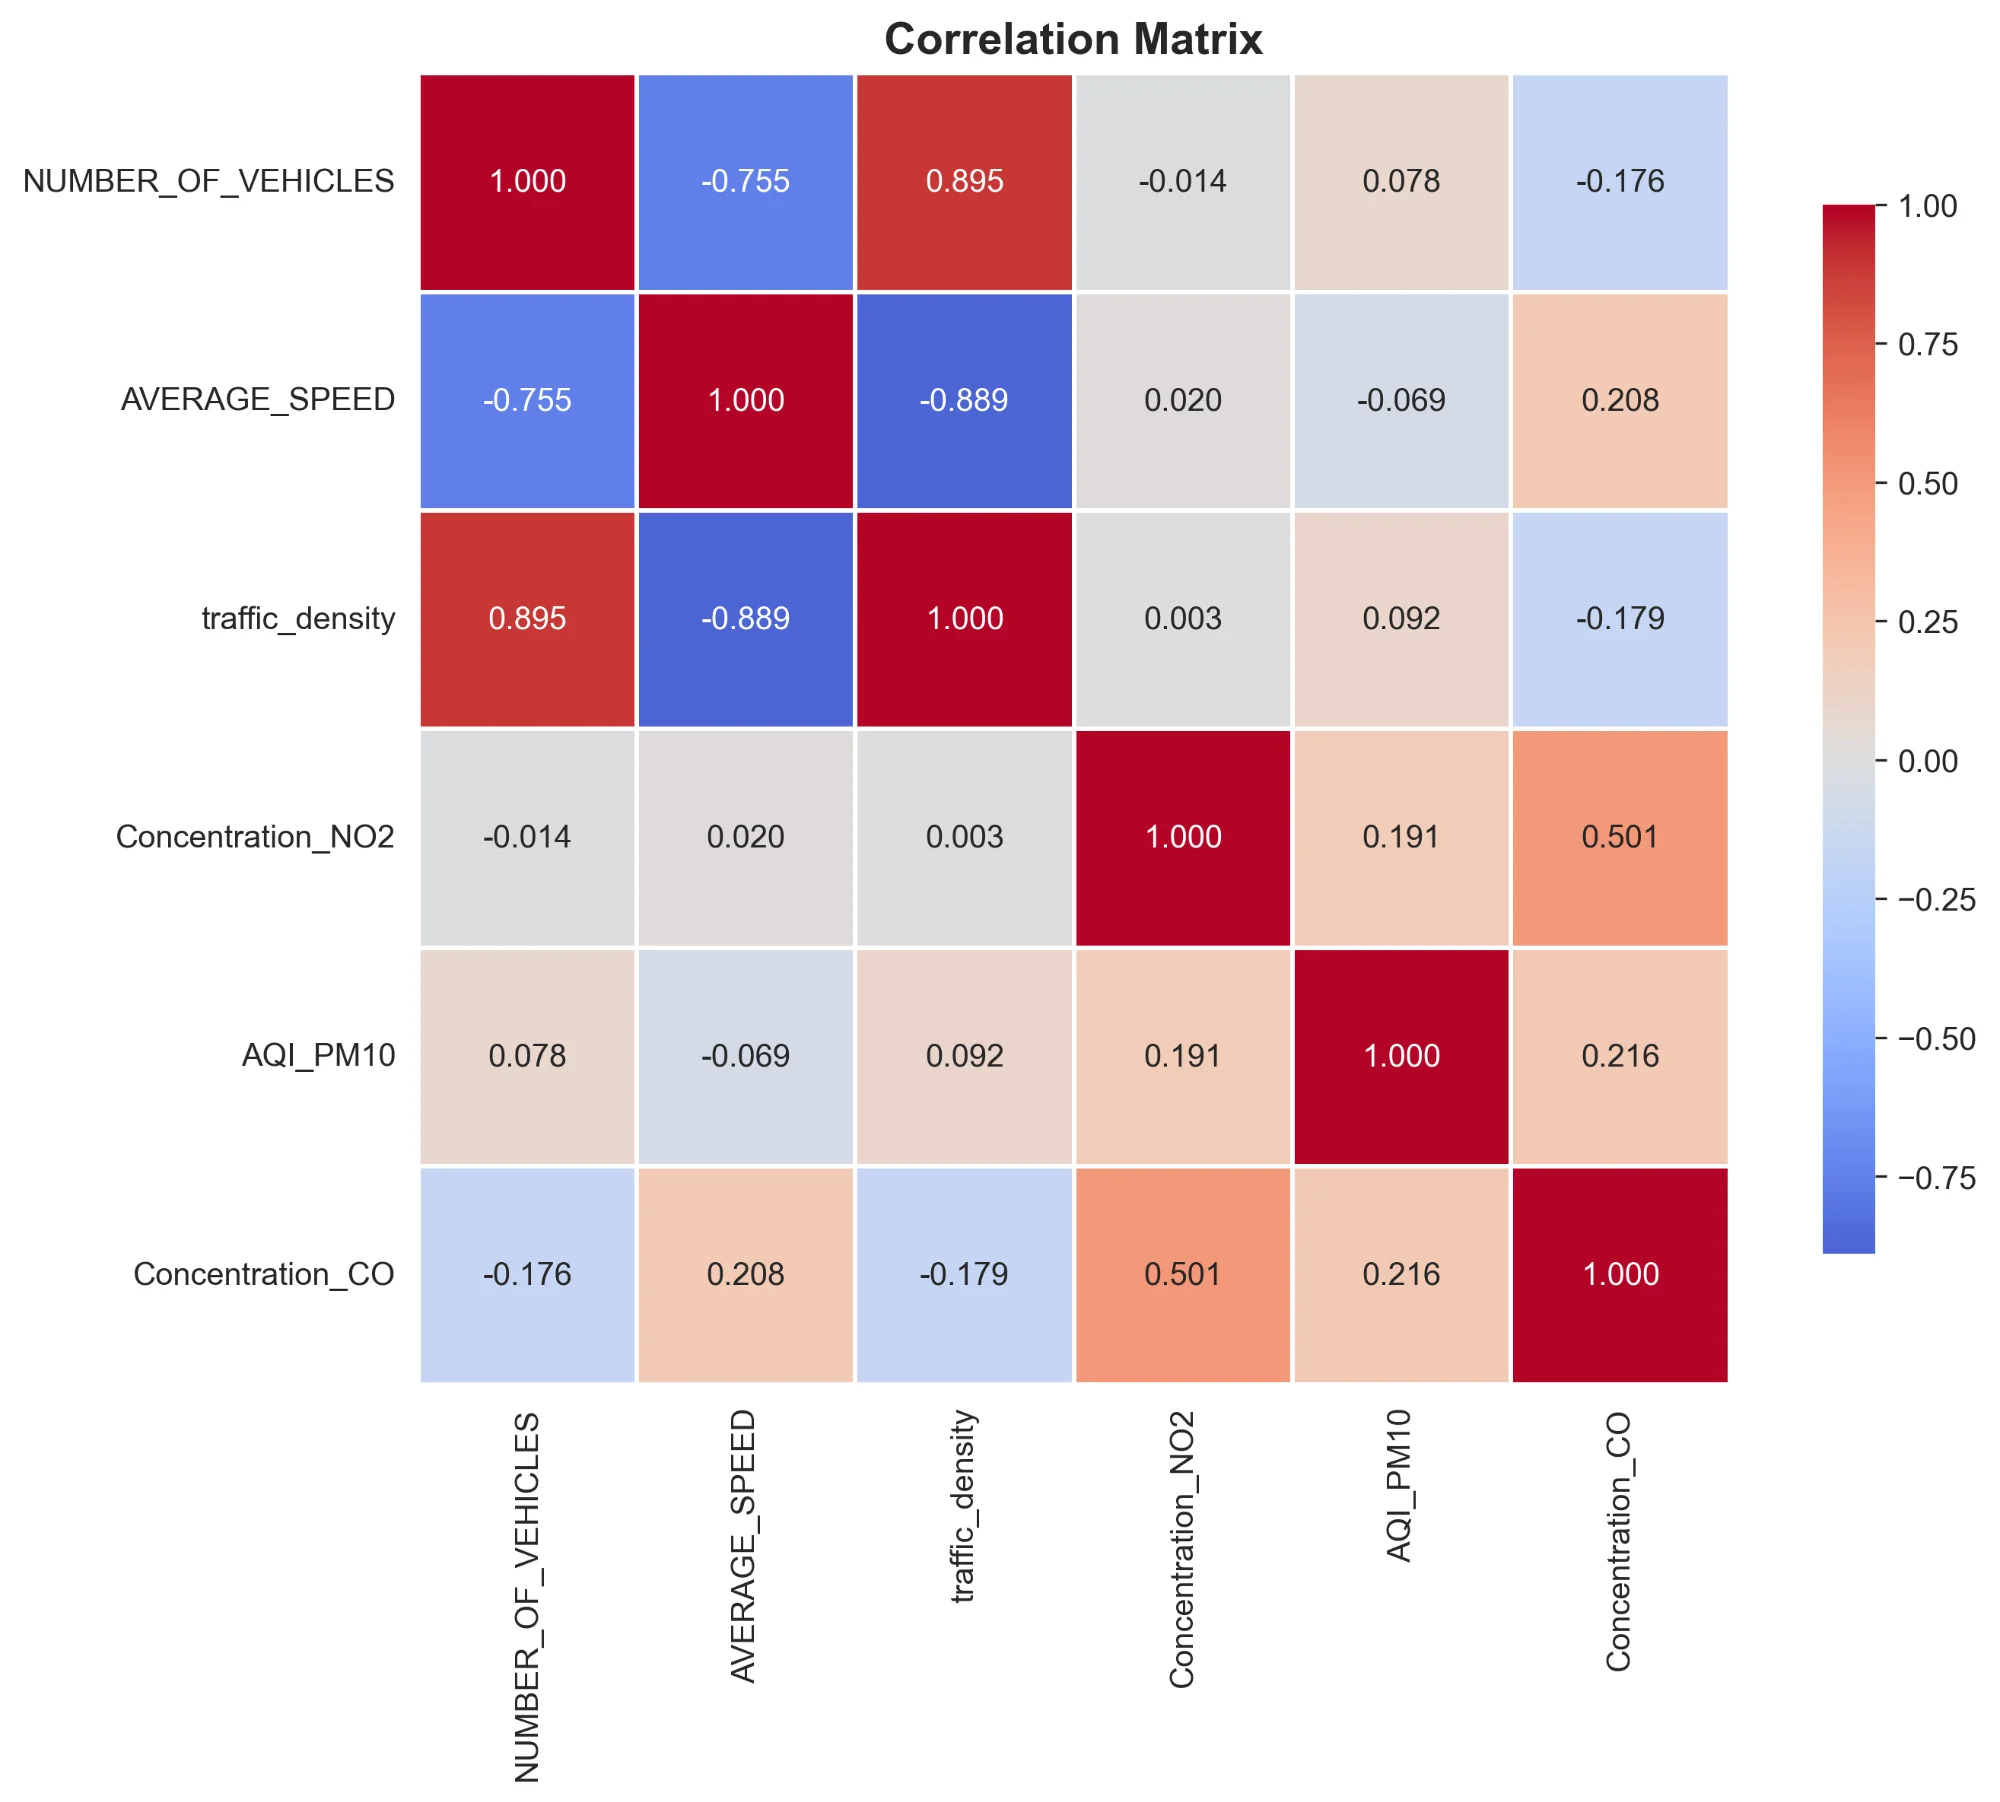 Correlation Matrix
NUMBER_OF_VEHICLES 1.000 -0.755 0.895 -0.014 0.078 -0.176
AVERAGE_SPEED -0.755 1.000 -0.889 0.020 -0.069 0.208
traffic_density 0.895 -0.889 1.000 0.003 0.092 -0.179
Concentration_NO2 -0.014 0.020 0.003 1.000 0.191 0.501
AQI_PM10 0.078 -0.069 0.092 0.191 1.000 0.216
Concentration_CO -0.176 0.208 -0.179 0.501 0.216 1.000
NUMBER_OF_VEHICLES
AVERAGE_SPEED
traffic_density
Concentration_NO2
AQI_PM10
Concentration_CO
1.00
0.75
0.50
0.25
0.00
−0.25
−0.50
−0.75